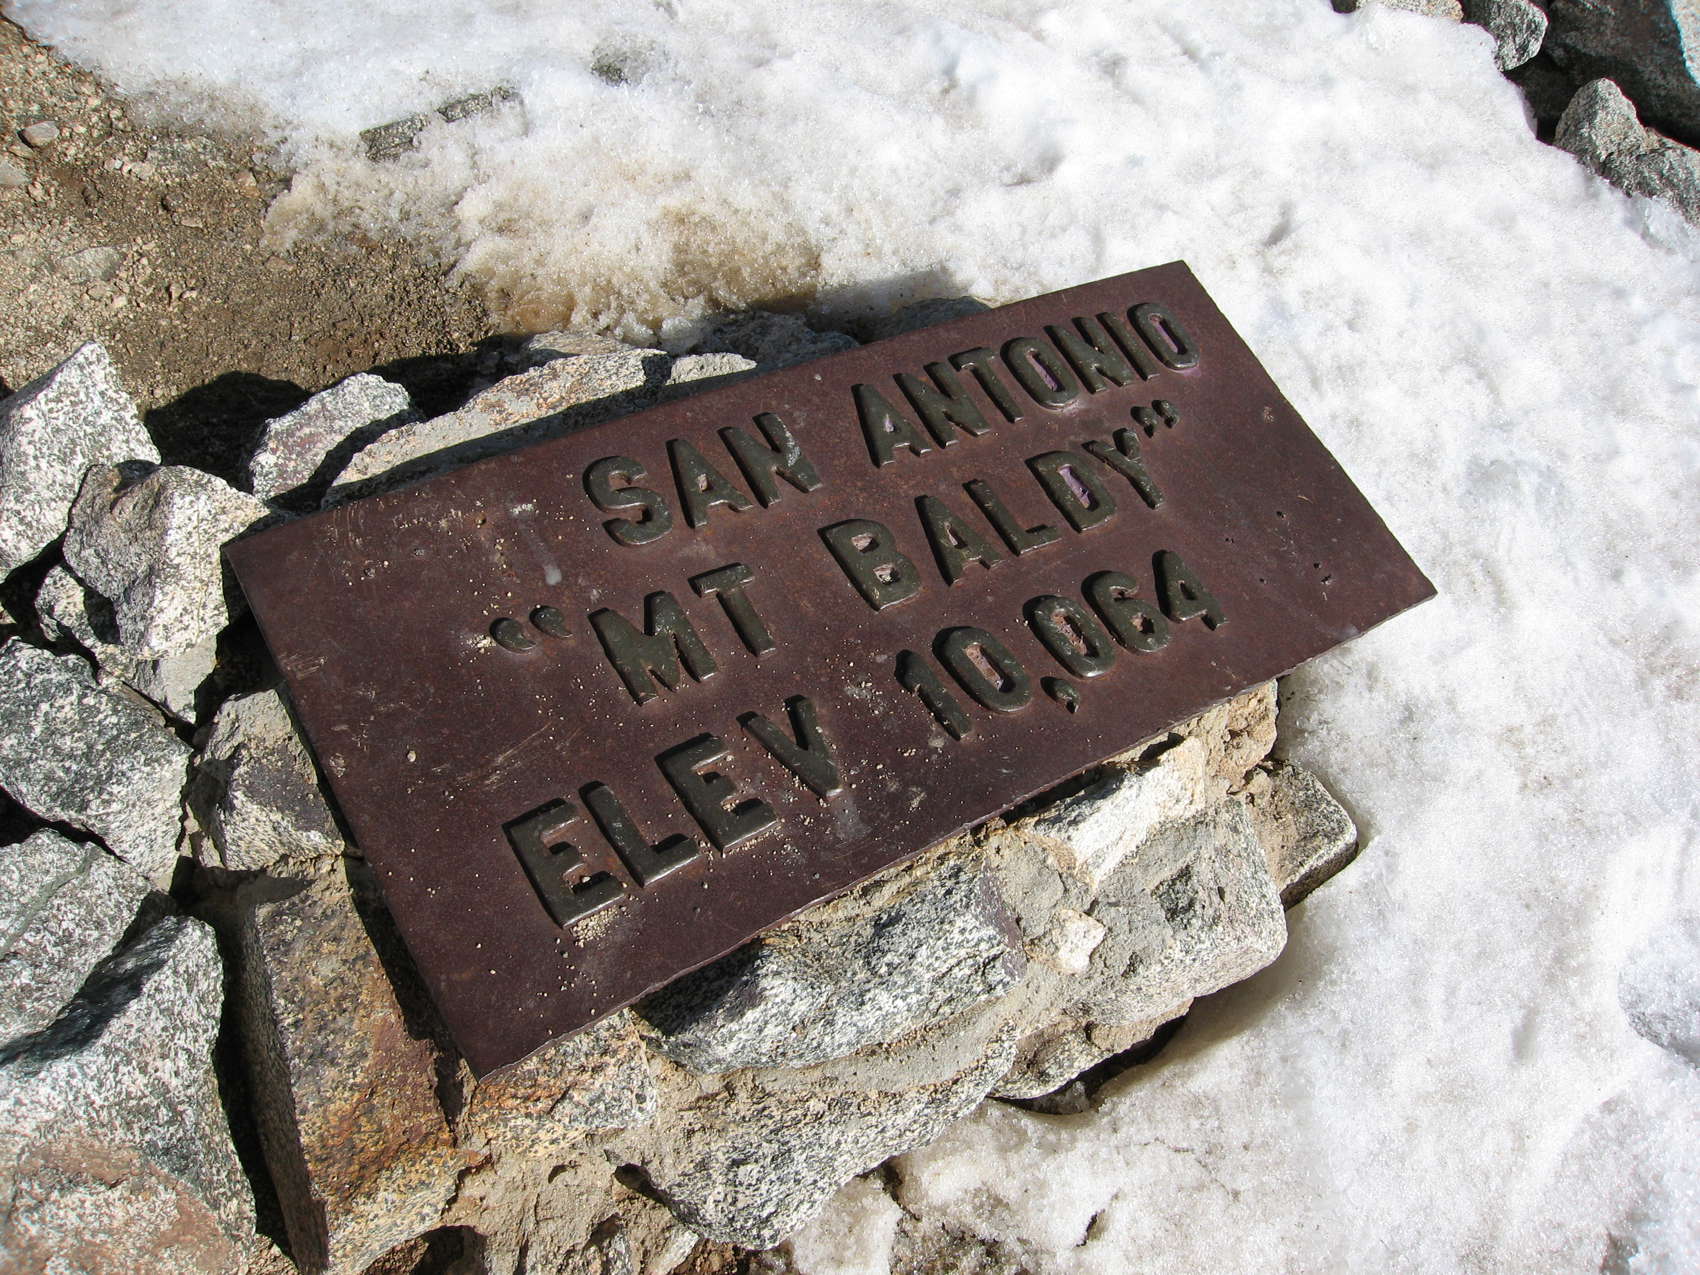 SAN ANTONIO
“MT BALDY”
ELEV 10,064